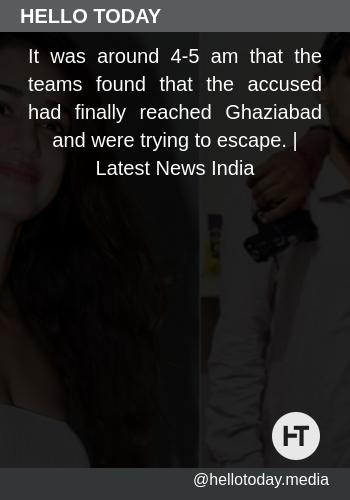 HELLO TODAY
It was around 4-5 am that the
teams found that the accused
had finally reached Ghaziabad
and were trying to escape. |
Latest News India
HT
@hellotoday.media